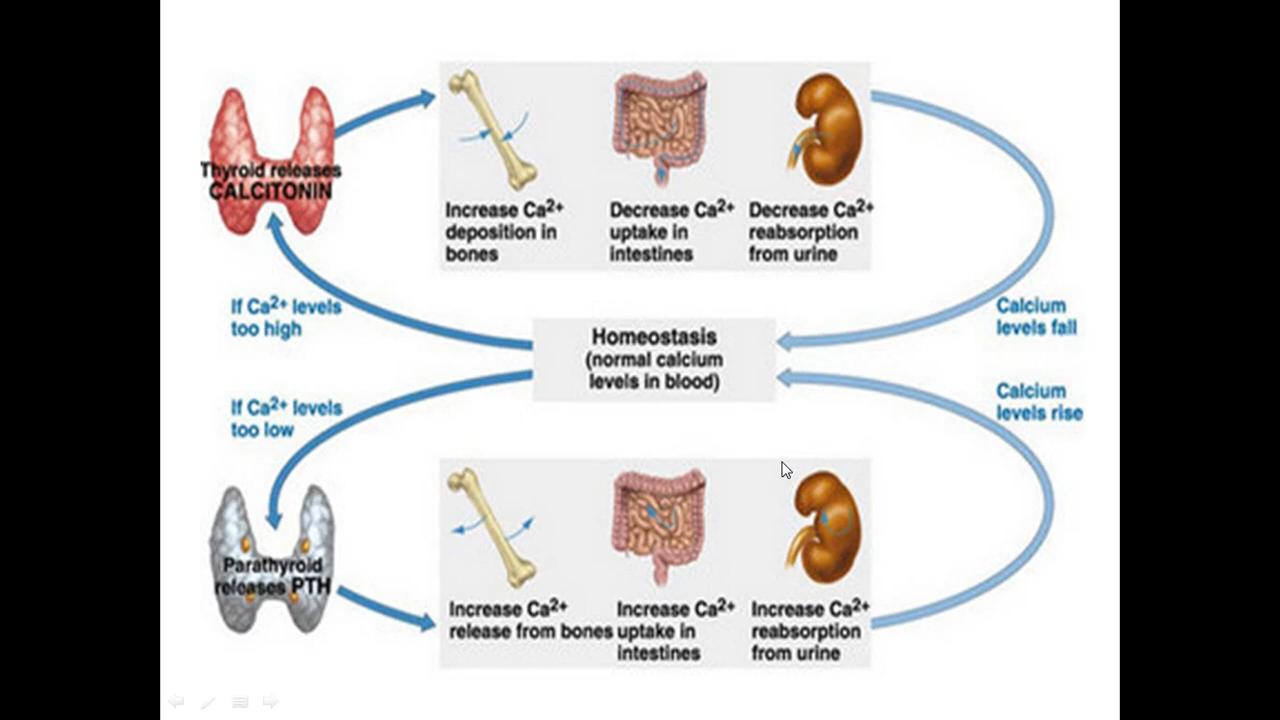 Thyroid releases
CALCITONIN
Increase Ca2+
deposition in
bones
Decrease Ca2+
uptake in
intestines
Decrease Ca2+
reabsorption
from urine
If Ca2+ levels
too high
Homeostasis
(normal calcium
levels in blood)
Calcium
levels fall
If Ca2+ levels
too low
Calcium
levels rise
Parathyroid
releases PTH
Increase Ca2+
release from bones
Increase Ca2+
uptake in
intestines
Increase Ca2+
reabsorption
from urine